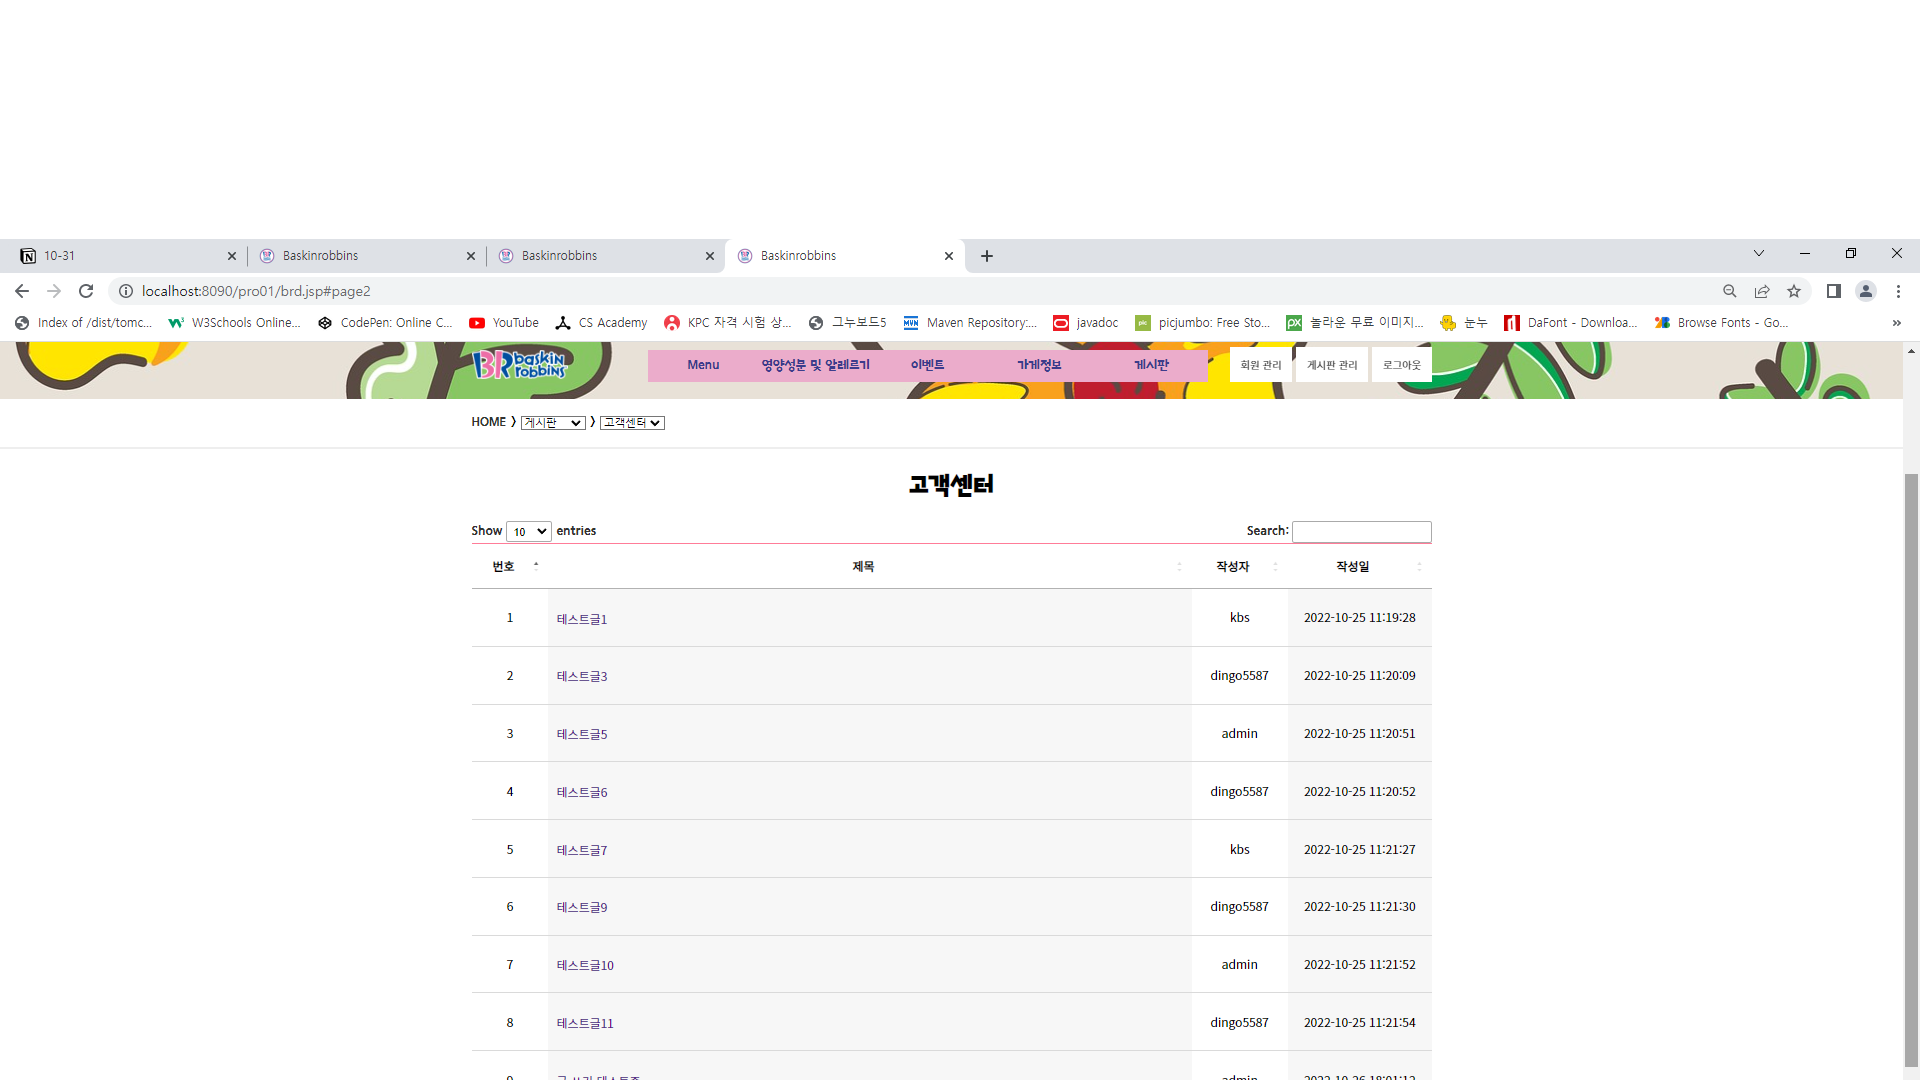 10-31 Baskinrobbins Baskinrobbins Baskinrobbins
localhost:8090/pro01/brd.jsp#page2
Index of /dist/tomc... W3Schools Online... CodePen: Online C... YouTube CS Academy KPC 자격 시험 상... 그누보드5 Maven Repository:... javadoc picjumbo: Free Sto... 놀라운 무료 이미지... 눈누 DaFont - Downloa... Browse Fonts - Go... »
BR baskin robbins Menu 영양성분 및 알레르기 이벤트 가게정보 게시판 회원 관리 게시판 관리 로그아웃
HOME 》 게시판 》 고객센터
고객센터
Show 10 entries Search:
번호 제목 작성자 작성일
1 테스트글1 kbs 2022-10-25 11:19:28
2 테스트글3 dingo5587 2022-10-25 11:20:09
3 테스트글5 admin 2022-10-25 11:20:51
4 테스트글6 dingo5587 2022-10-25 11:20:52
5 테스트글7 kbs 2022-10-25 11:21:27
6 테스트글9 dingo5587 2022-10-25 11:21:30
7 테스트글10 admin 2022-10-25 11:21:52
8 테스트글11 dingo5587 2022-10-25 11:21:54
9 admin 2022-10-26 18:01:12